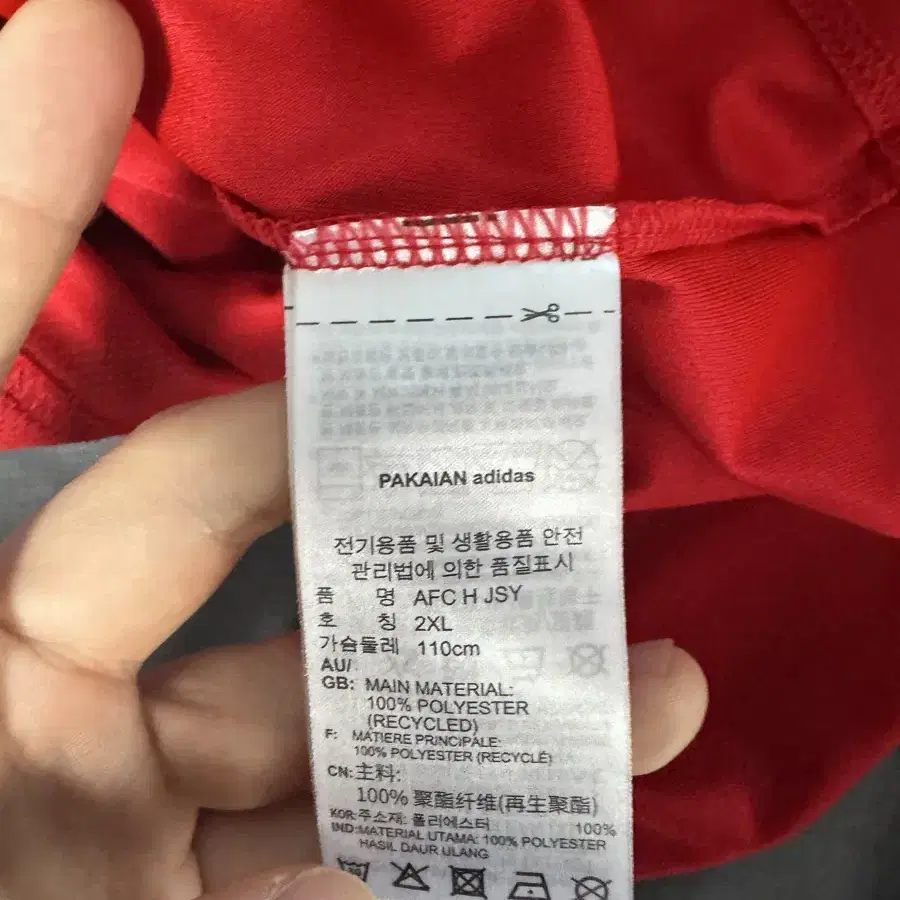 PAKAIAN adidas
전기용품 및 생활용품 안전
관리법에 의한 품질표시
품 명 AFC H JSY
호 칭 2XL
가슴둘레 110cm
AU/
GB: MAIN MATERIAL:
100% POLYESTER
(RECYCLED)
F: MATIERE PRINCIPALE:
100% POLYESTER (RECYCLÉ)
CN: 主料:
100% 聚酯纤维(再生聚酯)
KOR: 주소재: 폴리에스터 100%
IND: MATERIAL UTAMA: 100% POLYESTER
HASIL DAUR ULANG